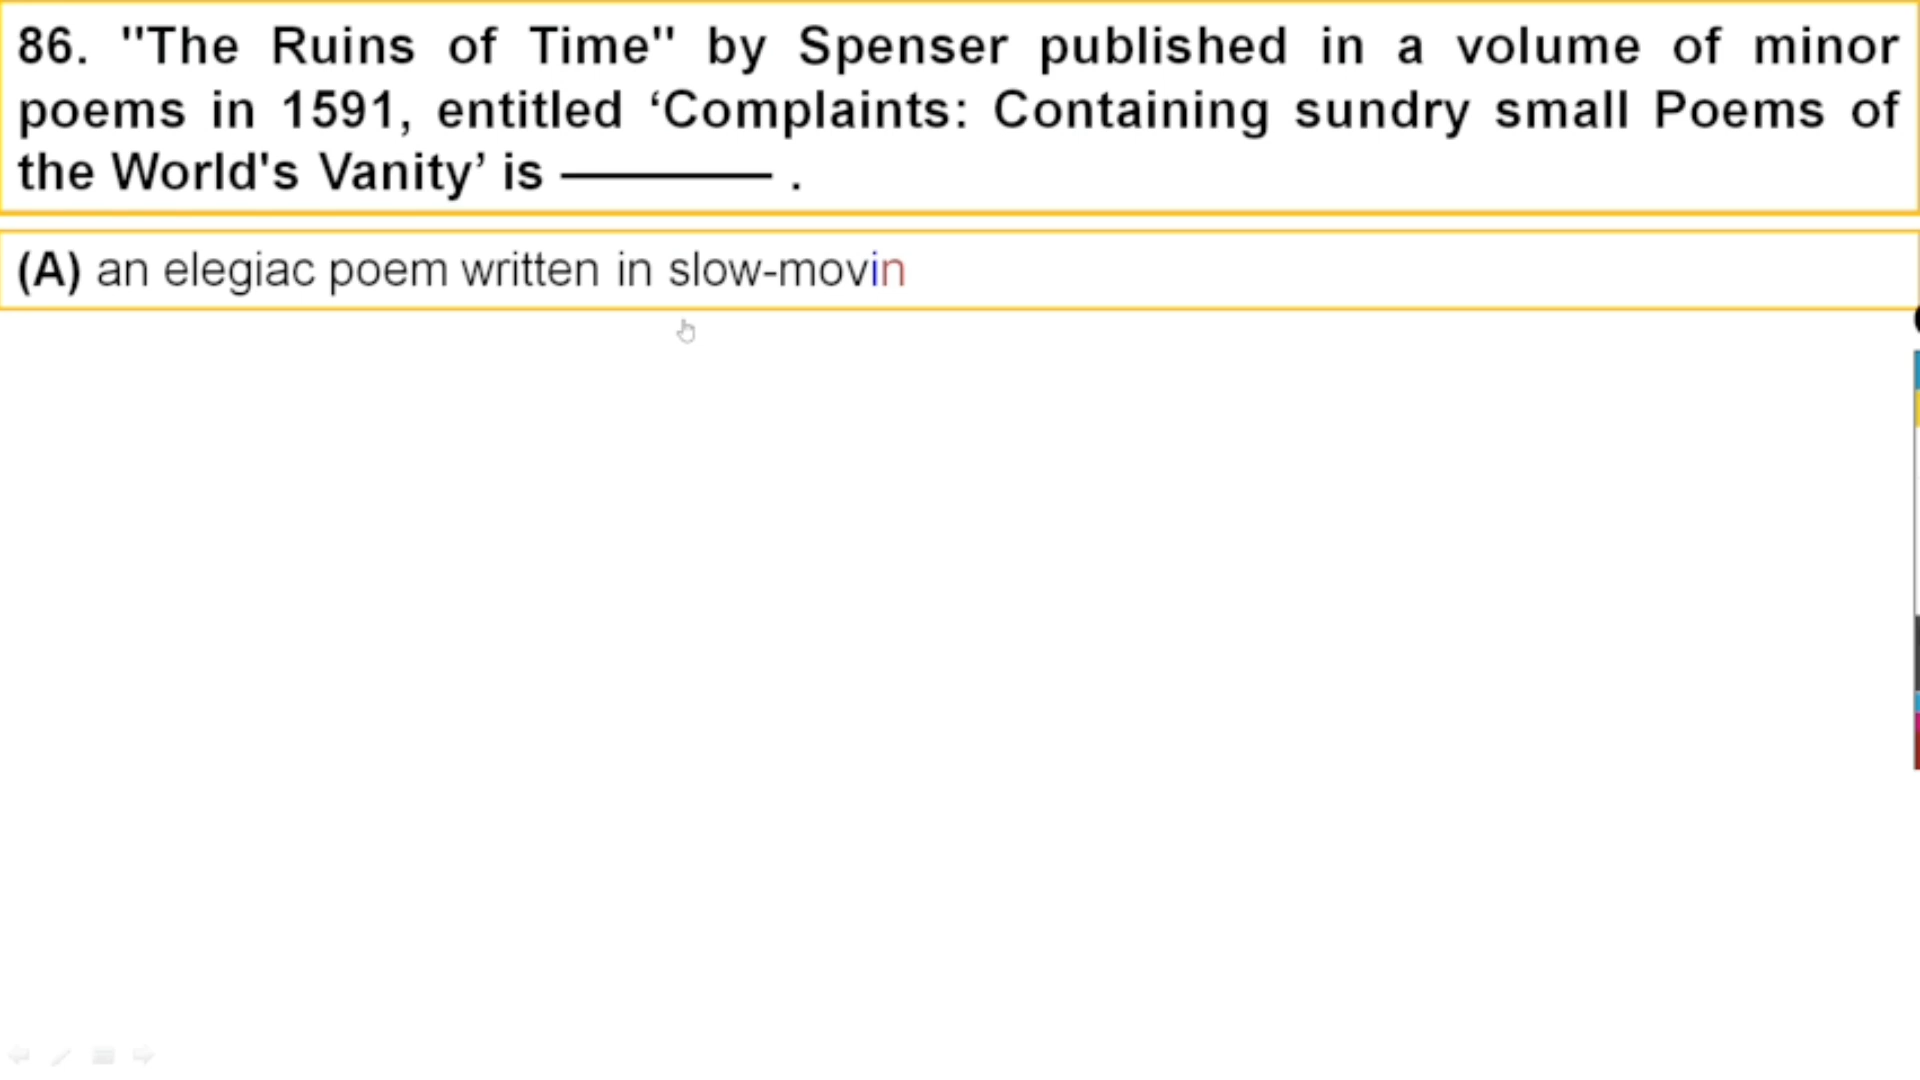 86. "The Ruins of Time" by Spenser published in a volume of minor
poems in 1591, entitled ‘Complaints: Containing sundry small Poems of
the World's Vanity’ is ________ .
(A) an elegiac poem written in slow-movin